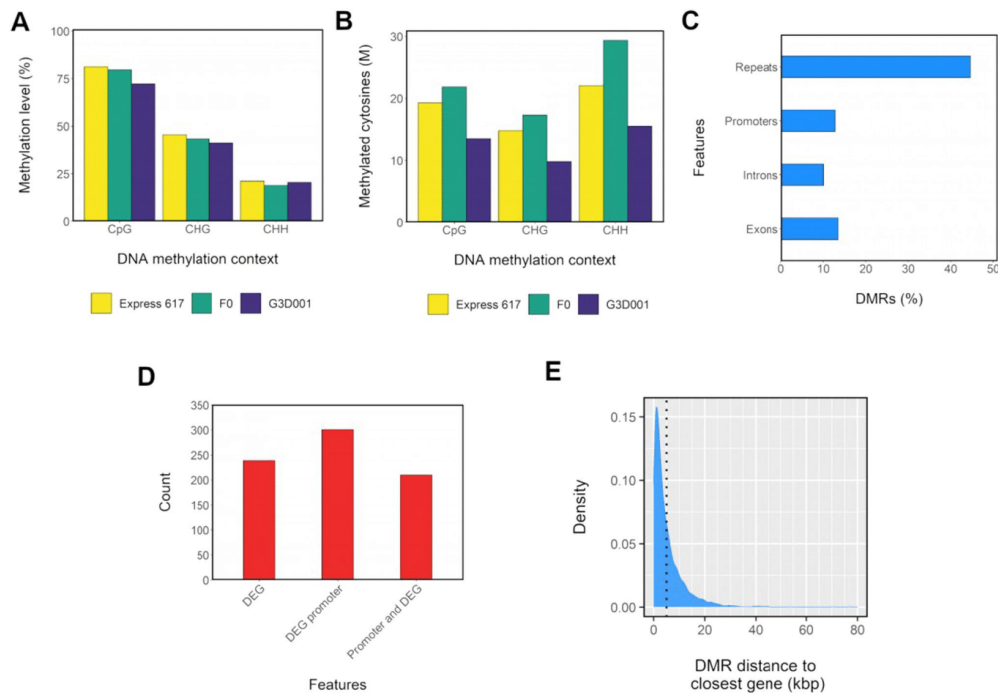 A
100
75
50
25
0
Methylation level (%)
CpG CHG CHH
DNA methylation context
Express 617 F0 G3D001
B
30
20
10
0
Methylated cytosines (M)
CpG CHG CHH
DNA methylation context
Express 617 F0 G3D001
C
Features
Repeats
Promoters
Introns
Exons
0 10 20 30 40 50
DMRs (%)
D
350
300
250
200
150
100
50
0
Count
DEG
DEG promoter
Promoter and DEG
Features
E
0.15
0.10
0.05
0.00
Density
0 20 40 60 80
DMR distance to
closest gene (kbp)